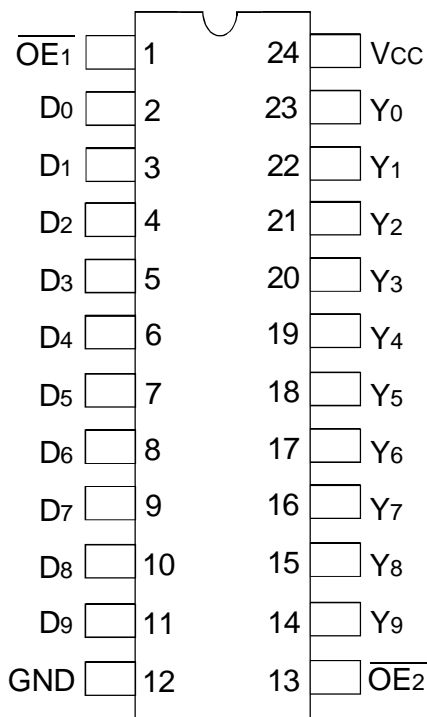 O̅E̅1 1 24 VCC
D0 2 23 Y0
D1 3 22 Y1
D2 4 21 Y2
D3 5 20 Y3
D4 6 19 Y4
D5 7 18 Y5
D6 8 17 Y6
D7 9 16 Y7
D8 10 15 Y8
D9 11 14 Y9
GND 12 13 O̅E̅2